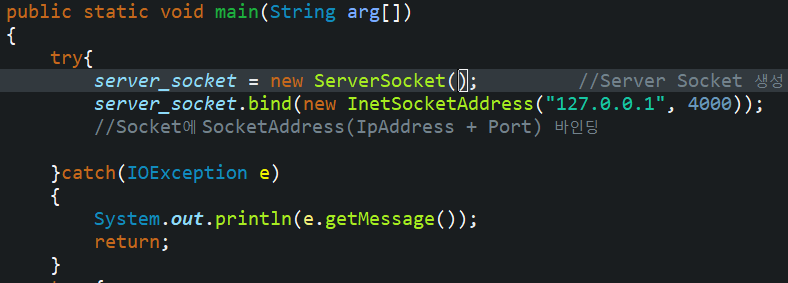 public static void main(String arg[])
{
try{
server_socket = new ServerSocket(); //Server Socket 생성
server_socket.bind(new InetSocketAddress("127.0.0.1", 4000));
//Socket에 SocketAddress(IpAddress + Port) 바인딩
}catch(IOException e)
{
System.out.println(e.getMessage());
return;
}